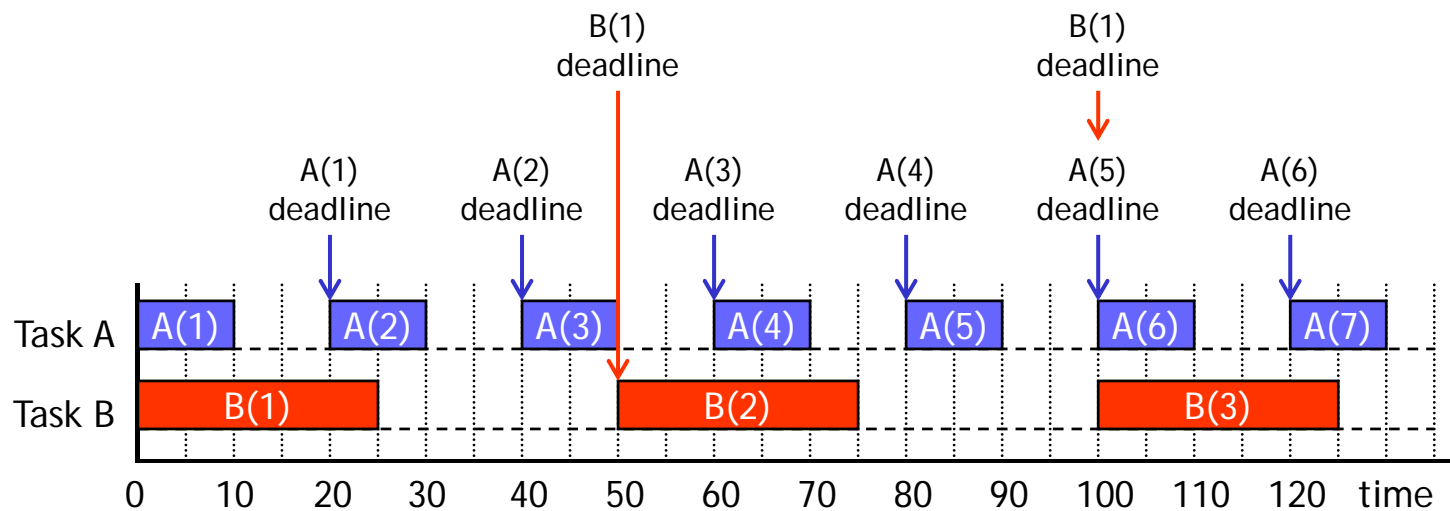 B(1)
deadline
B(1)
deadline
A(1)
deadline
A(2)
deadline
A(3)
deadline
A(4)
deadline
A(5)
deadline
A(6)
deadline
Task A
A(1)
A(2)
A(3)
A(4)
A(5)
A(6)
A(7)
Task B
B(1)
B(2)
B(3)
0 10 20 30 40 50 60 70 80 90 100 110 120 time